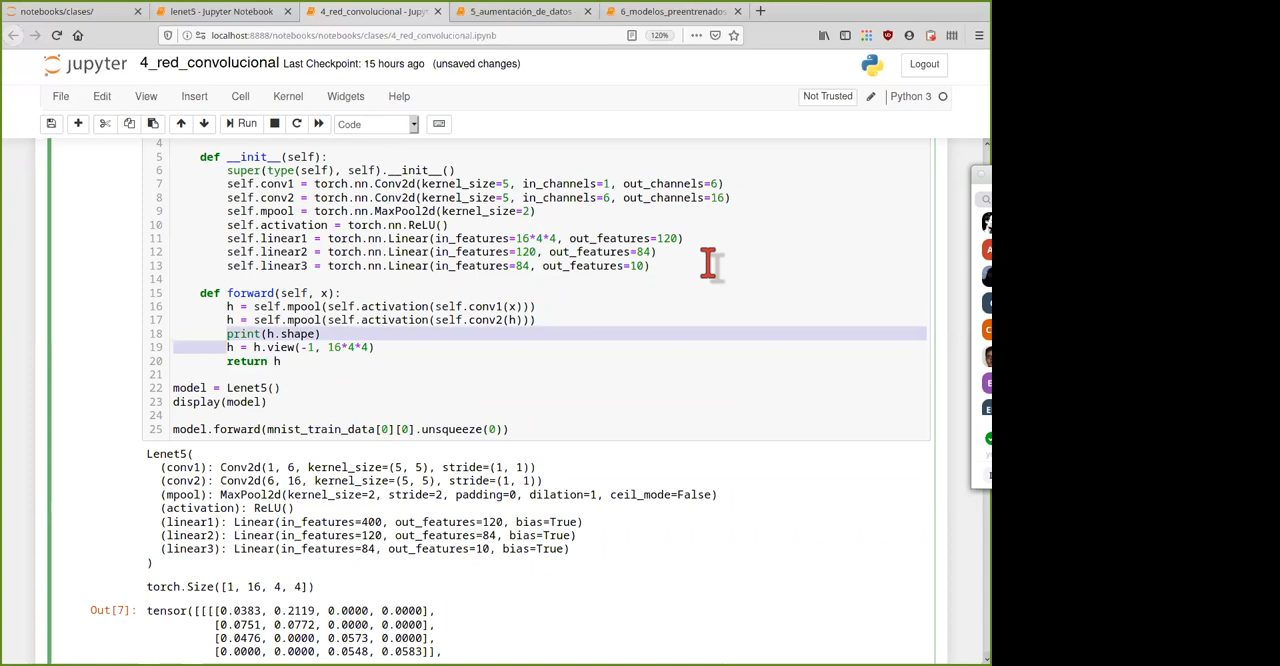 notebooks/clases/
lenet5 - Jupyter Notebook
4_red_convolucional - Jupy
5_aumentación_de_datos
6_modelos_preentrenados
localhost:8888/notebooks/notebooks/clases/4_red_convolucional.ipynb
120%
jupyter 4_red_convolucional Last Checkpoint: 15 hours ago (unsaved changes)
Logout
File Edit View Insert Cell Kernel Widgets Help
Not Trusted Python 3
Run Code
4
5 def __init__(self):
6 super(type(self), self).__init__()
7 self.conv1 = torch.nn.Conv2d(kernel_size=5, in_channels=1, out_channels=6)
8 self.conv2 = torch.nn.Conv2d(kernel_size=5, in_channels=6, out_channels=16)
9 self.mpool = torch.nn.MaxPool2d(kernel_size=2)
10 self.activation = torch.nn.ReLU()
11 self.linear1 = torch.nn.Linear(in_features=16*4*4, out_features=120)
12 self.linear2 = torch.nn.Linear(in_features=120, out_features=84)
13 self.linear3 = torch.nn.Linear(in_features=84, out_features=10)
14
15 def forward(self, x):
16 h = self.mpool(self.activation(self.conv1(x)))
17 h = self.mpool(self.activation(self.conv2(h)))
18 print(h.shape)
19 h = h.view(-1, 16*4*4)
20 return h
21
22 model = Lenet5()
23 display(model)
24
25 model.forward(mnist_train_data[0][0].unsqueeze(0))
Lenet5(
(conv1): Conv2d(1, 6, kernel_size=(5, 5), stride=(1, 1))
(conv2): Conv2d(6, 16, kernel_size=(5, 5), stride=(1, 1))
(mpool): MaxPool2d(kernel_size=2, stride=2, padding=0, dilation=1, ceil_mode=False)
(activation): ReLU()
(linear1): Linear(in_features=400, out_features=120, bias=True)
(linear2): Linear(in_features=120, out_features=84, bias=True)
(linear3): Linear(in_features=84, out_features=10, bias=True)
)
torch.Size([1, 16, 4, 4])
Out[7]: tensor([[[[0.0383, 0.2119, 0.0000, 0.0000],
[0.0751, 0.0772, 0.0000, 0.0000],
[0.0476, 0.0000, 0.0573, 0.0000],
[0.0000, 0.0000, 0.0548, 0.0583]],